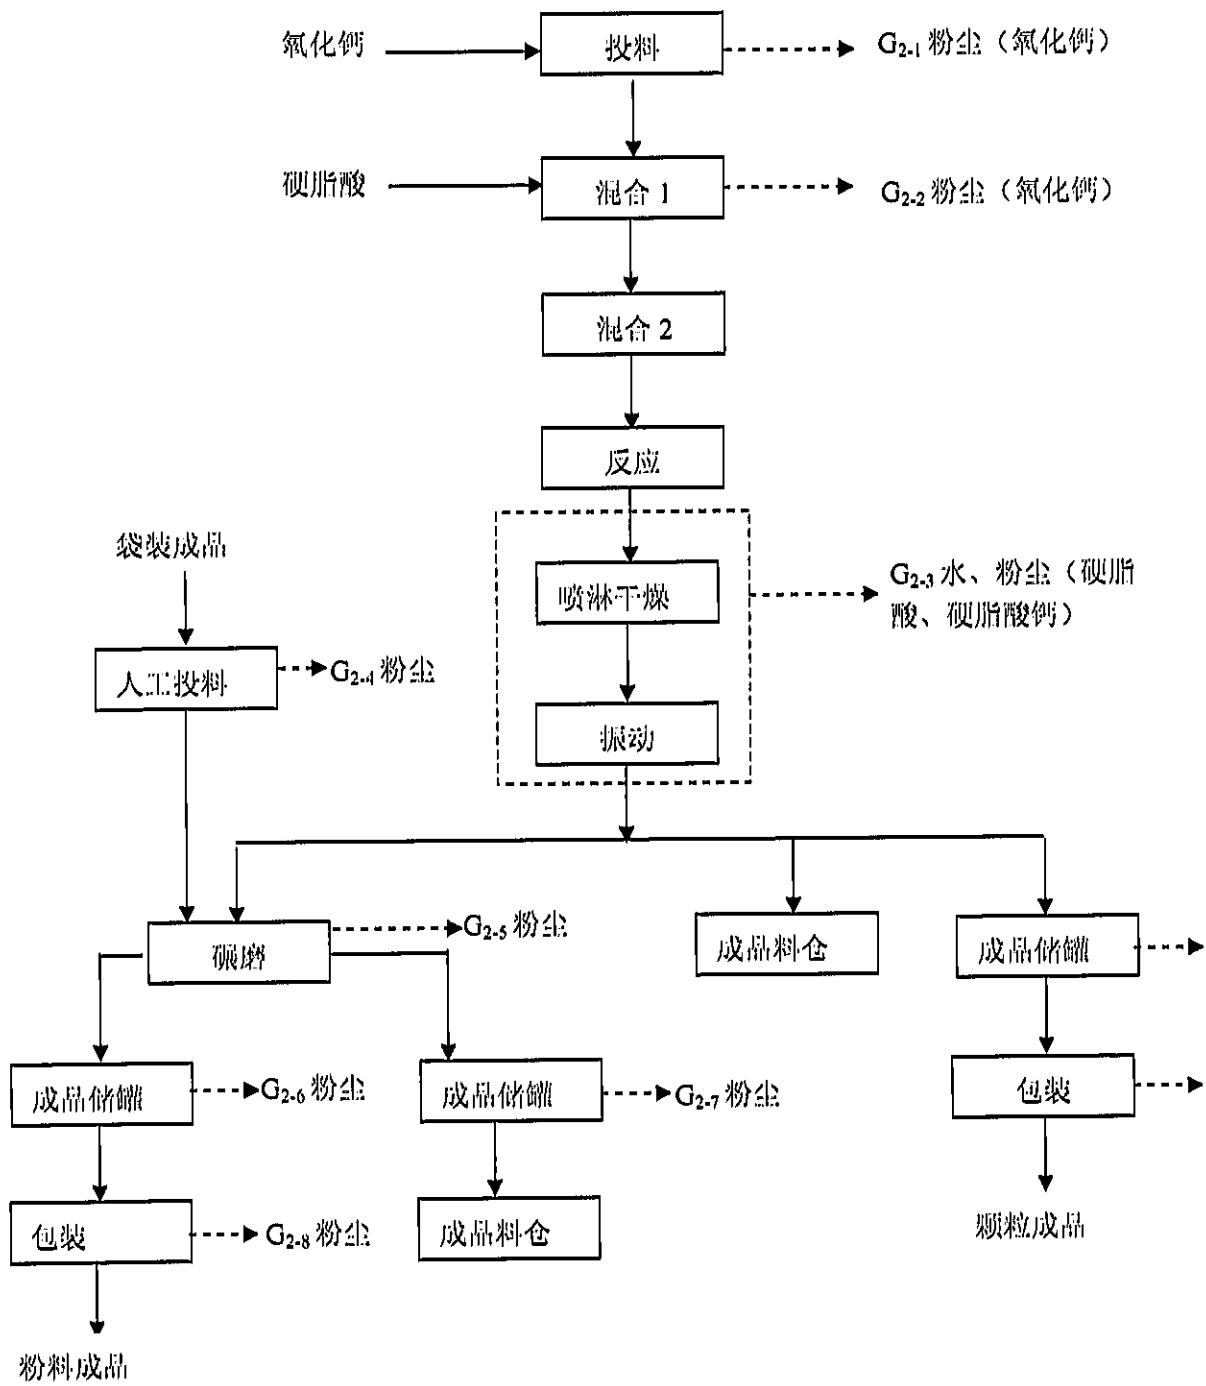 氧化钙
投料
G2-1 粉尘（氧化钙）
硬脂酸
混合 1
G2-2 粉尘（氧化钙）
混合 2
反应
袋装成品
喷淋干燥
G2-3 水、粉尘（硬脂
酸、硬脂酸钙）
人工投料
G2-4 粉尘
振动
碾磨
G2-5 粉尘
成品料仓
成品储罐
成品储罐
G2-6 粉尘
成品储罐
G2-7 粉尘
包装
包装
G2-8 粉尘
成品料仓
颗粒成品
粉料成品